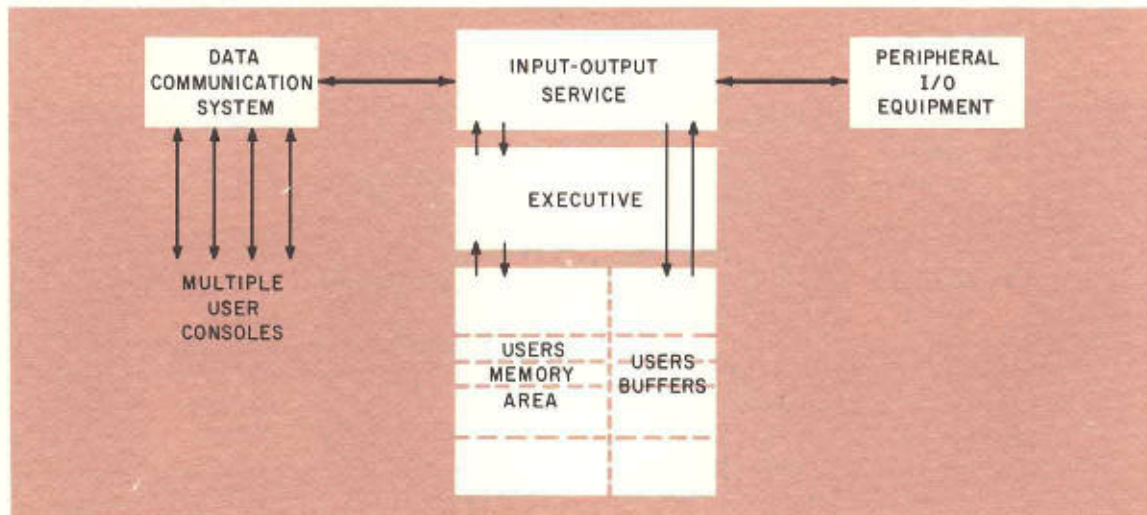 DATA
COMMUNICATION
SYSTEM
INPUT-OUTPUT
SERVICE
PERIPHERAL
I/O
EQUIPMENT
EXECUTIVE
MULTIPLE
USER
CONSOLES
USERS
MEMORY
AREA
USERS
BUFFERS